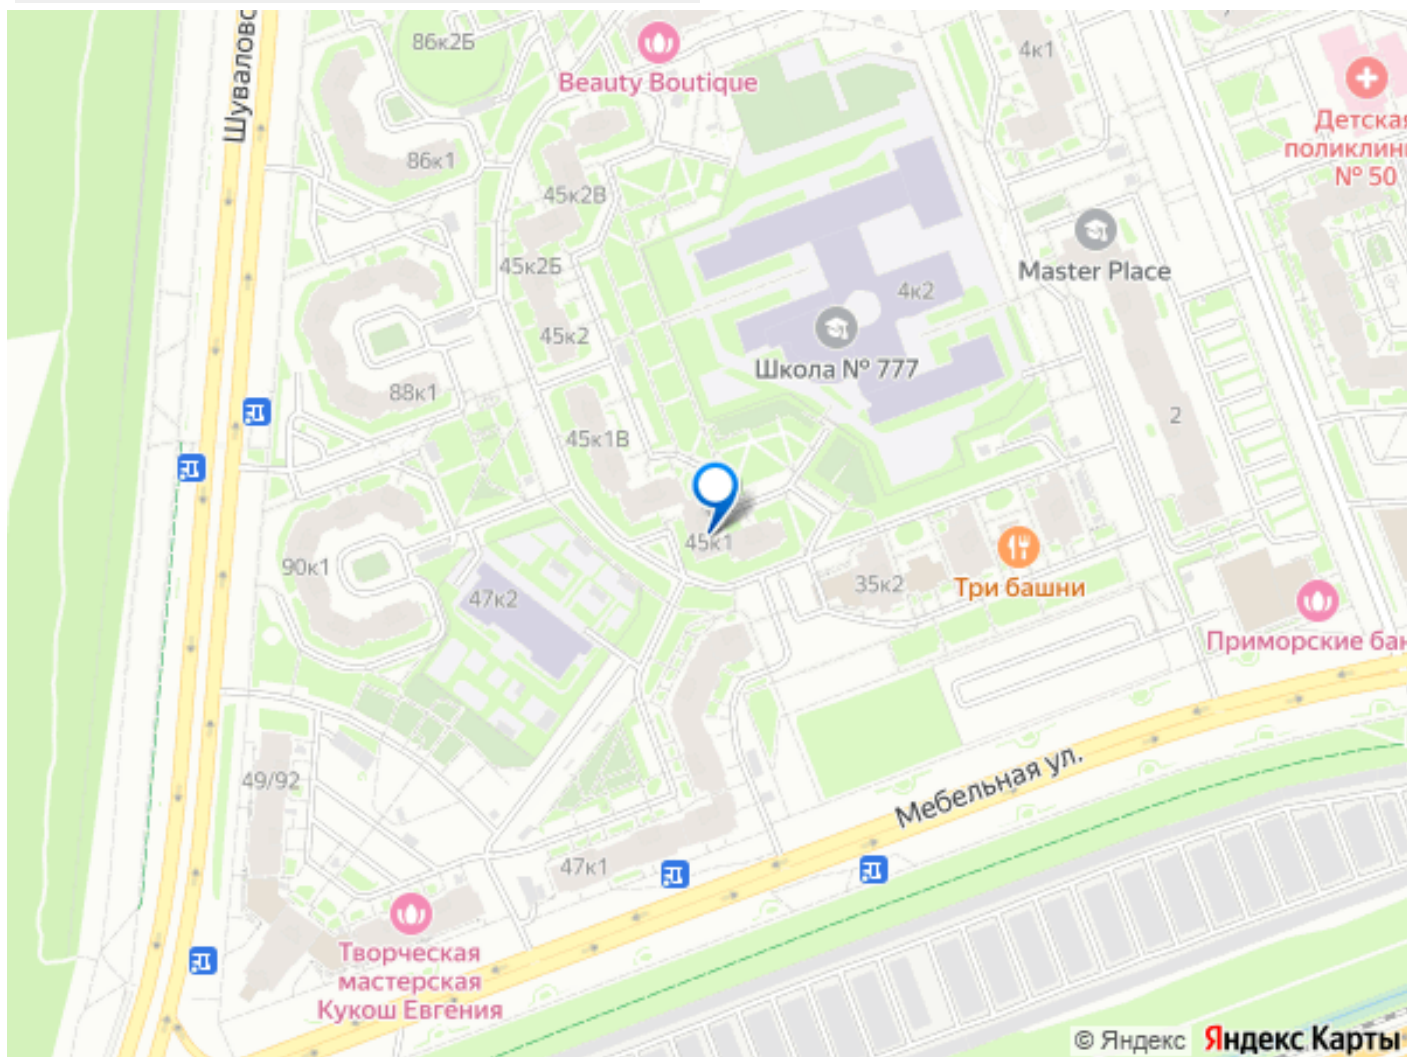 86к2Б
4к1
Beauty Boutique
Детская
поликлин
№ 50
86к1
45к2В
45к2Б
Master Place
4к2
45к2
Школа № 777
88к1
2
45к1В
45к1
90к1
47к2
35к2
Три башни
Приморские бан
49/92
Мебельная ул.
47к1
Творческая
мастерская
Кукош Евгения
© Яндекс
Яндекс Карты